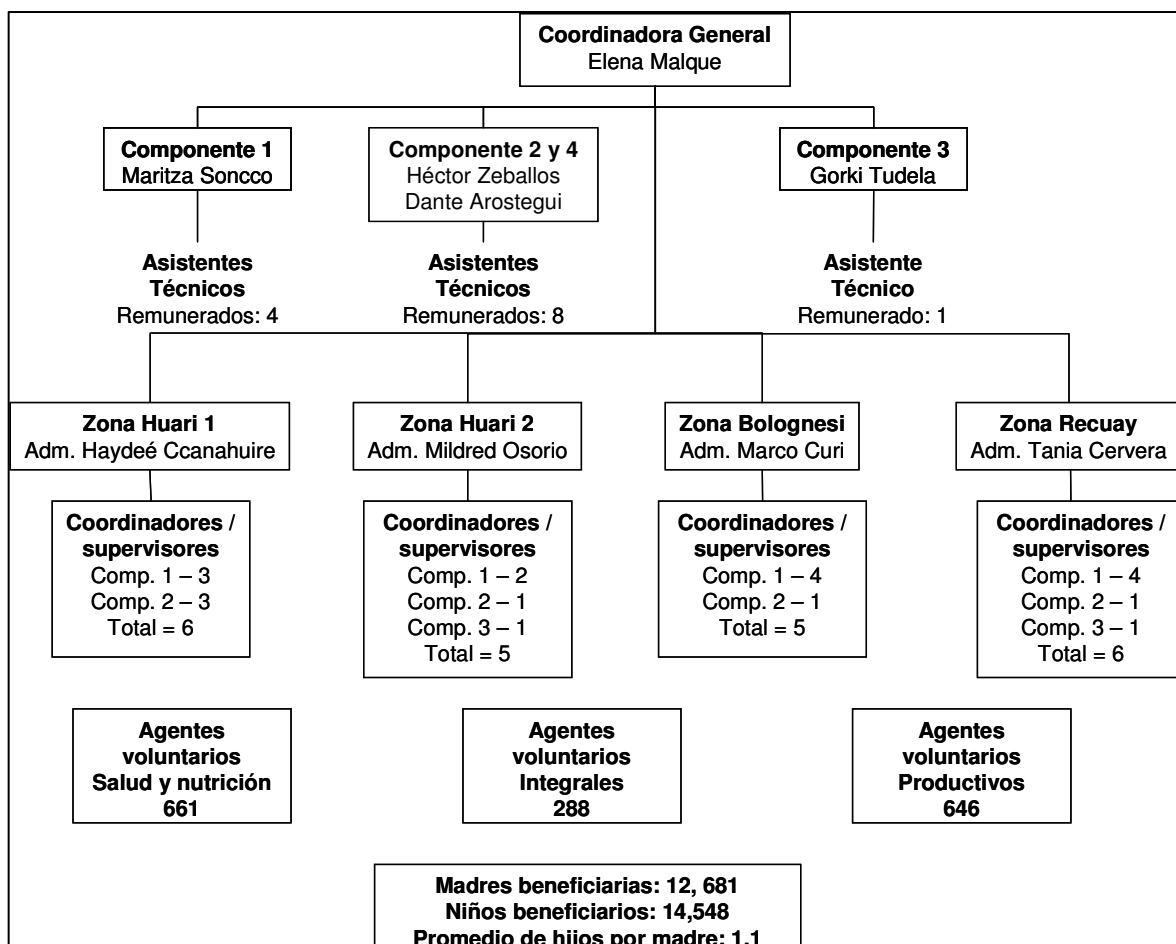 Coordinadora General
Elena Malque
Componente 1
Maritza Soncco
Componente 2 y 4
Héctor Zeballos
Dante Arostegui
Componente 3
Gorki Tudela
Asistentes
Técnicos
Remunerados: 4
Asistentes
Técnicos
Remunerados: 8
Asistente
Técnico
Remunerado: 1
Zona Huari 1
Adm. Haydeé Ccanahuire
Zona Huari 2
Adm. Mildred Osorio
Zona Bolognesi
Adm. Marco Curi
Zona Recuay
Adm. Tania Cervera
Coordinadores /
supervisores
Comp. 1 – 3
Comp. 2 – 3
Total = 6
Coordinadores /
supervisores
Comp. 1 – 2
Comp. 2 – 1
Comp. 3 – 1
Total = 5
Coordinadores /
supervisores
Comp. 1 – 4
Comp. 2 – 1
Total = 5
Coordinadores /
supervisores
Comp. 1 – 4
Comp. 2 – 1
Comp. 3 – 1
Total = 6
Agentes
voluntarios
Salud y nutrición
661
Agentes
voluntarios
Integrales
288
Agentes
voluntarios
Productivos
646
Madres beneficiarias: 12, 681
Niños beneficiarios: 14,548
Promedio de hijos por madre: 1.1